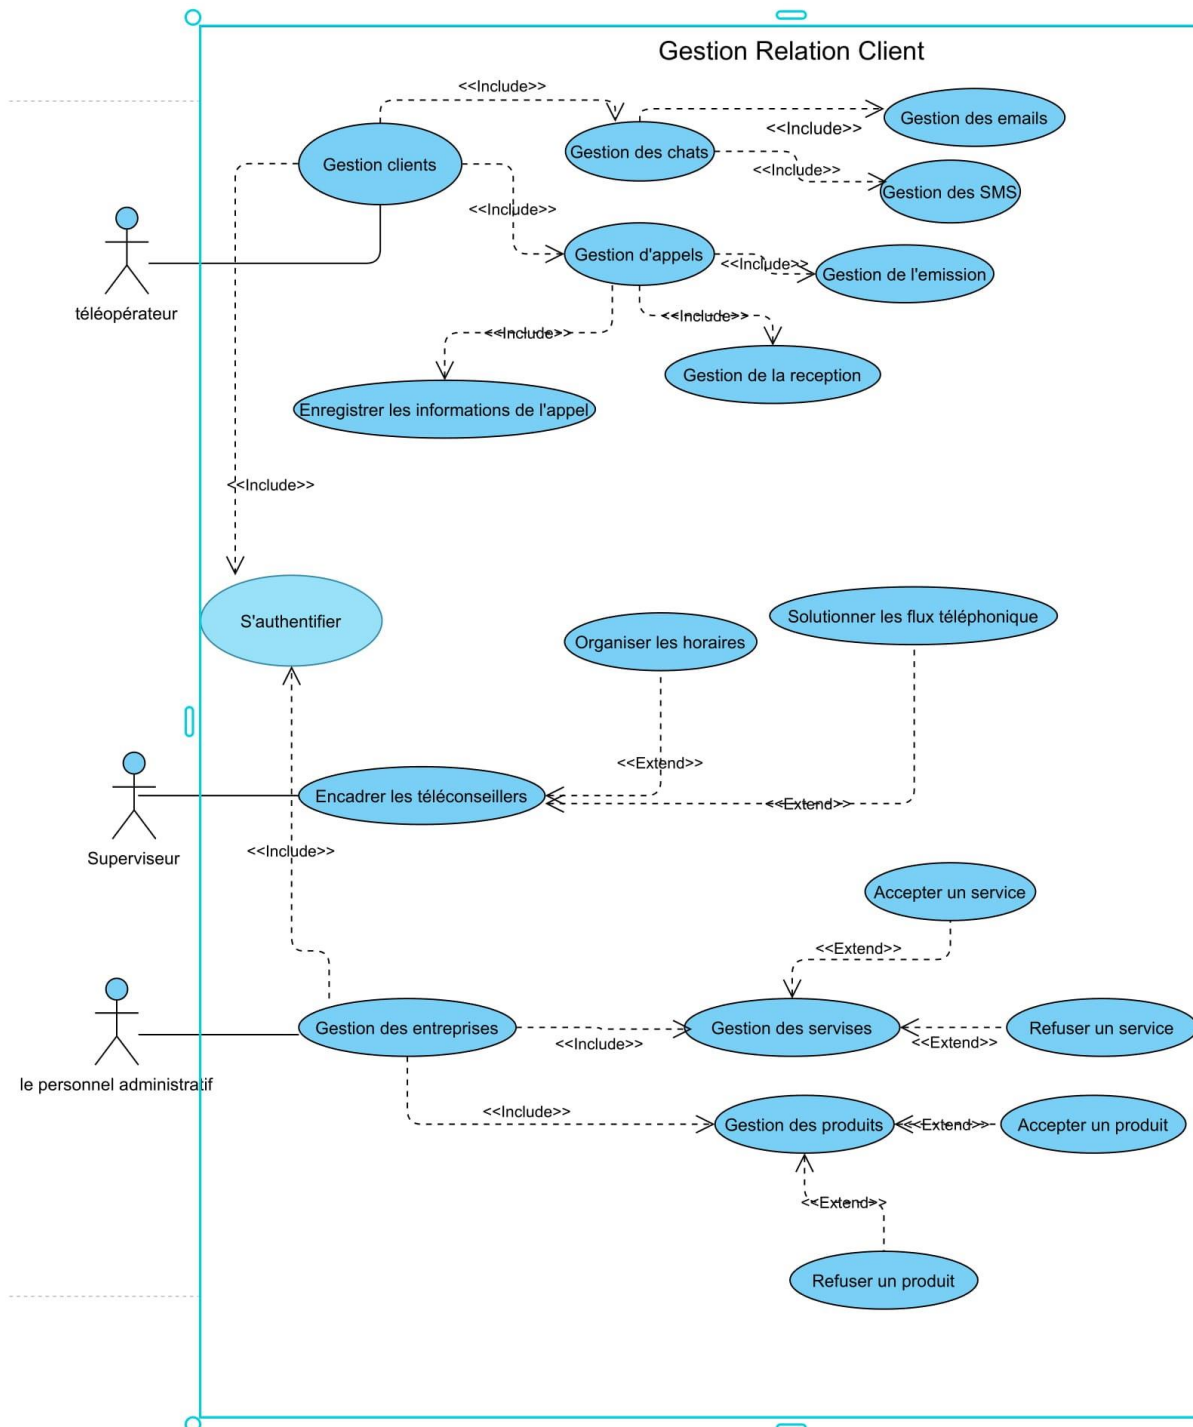 Gestion Relation Client
<<Include>>
Gestion des emails
<<Include>>
Gestion clients
Gestion des chats
<<Include>>
Gestion des SMS
<<Include>>
Gestion d'appels
<<Include>>
Gestion de l'emission
téléopérateur
<<Include>>
<<Include>>
Gestion de la reception
Enregistrer les informations de l'appel
<<Include>>
S'authentifier
Solutionner les flux téléphonique
Organiser les horaires
<<Extend>>
Encadrer les téléconseillers
<<Extend>>
Superviseur
<<Include>>
Accepter un service
<<Extend>>
Gestion des entreprises
Gestion des servises
Refuser un service
<<Include>>
<<Extend>>
le personnel administratif
<<Include>>
Gestion des produits
<<Extend>>
Accepter un produit
<<Extend>>
Refuser un produit